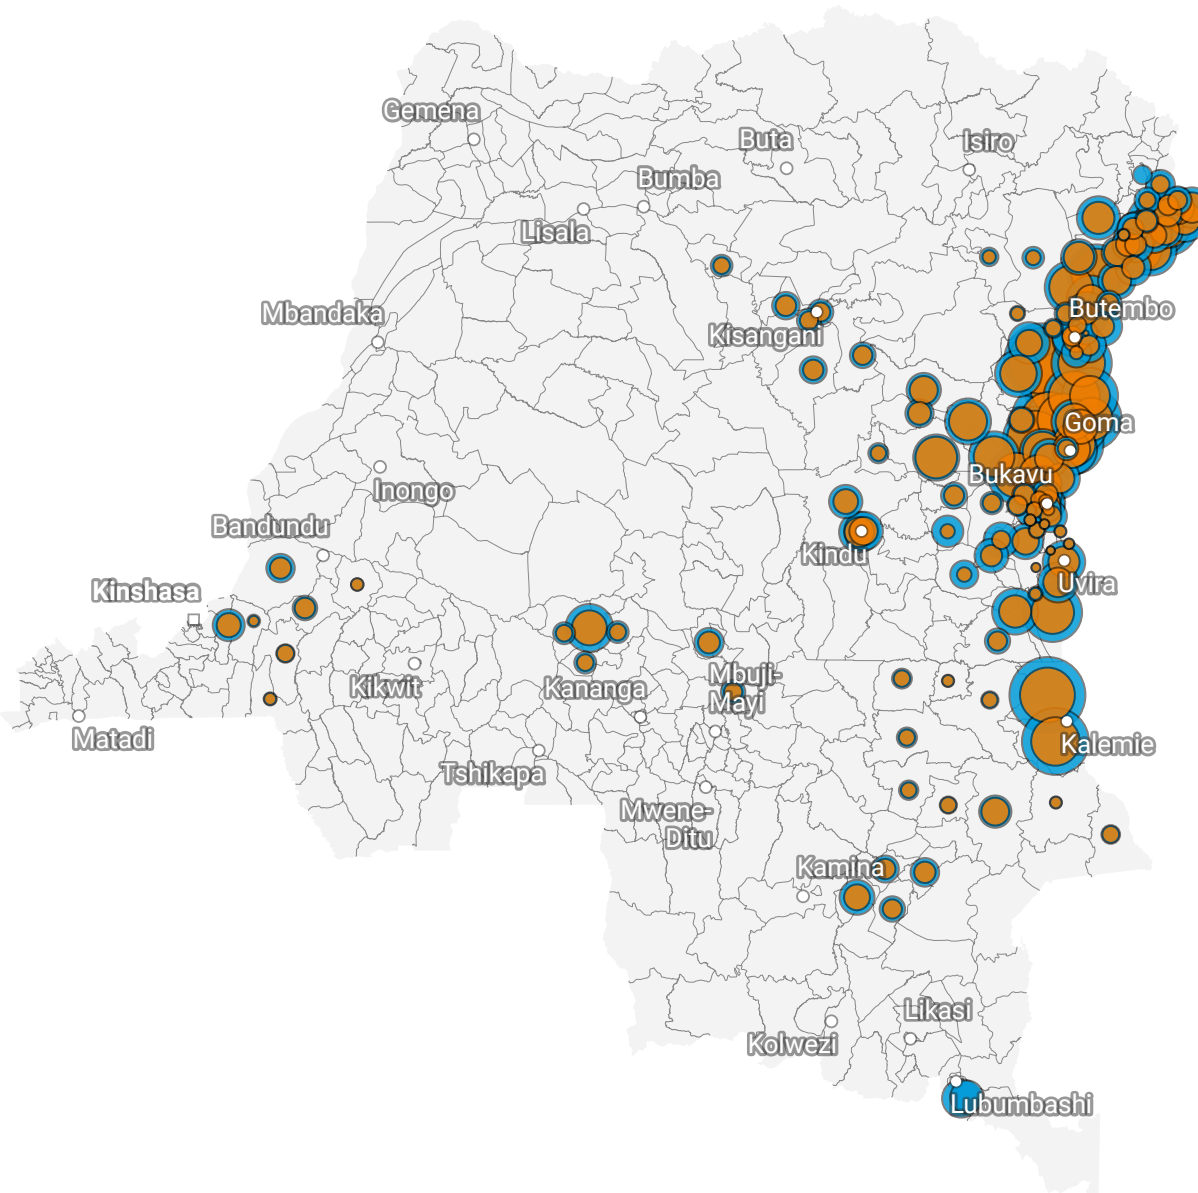 Gemena
Buta
Isiro
Bumba
Lisala
Mbandaka
Butembo
Kisangani
Goma
Bukavu
Inongo
Bandundu
Kindu
Uvira
Kinshasa
Kikwit
Kananga
Mbuji-
Mayi
Matadi
Kalemie
Tshikapa
Mwene-
Ditu
Kamina
Likasi
Kolwezi
Lubumbashi